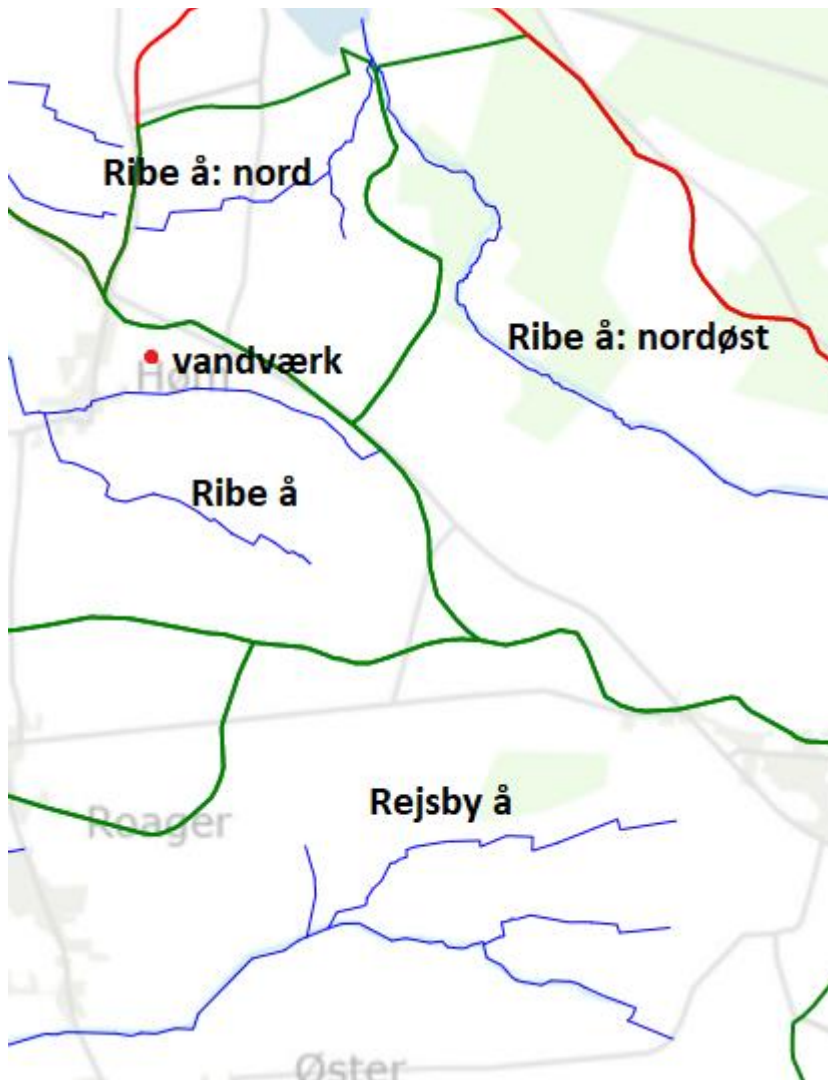 Ribe å: nord
Ribe å: nordøst
vandværk
Ribe å
Rejsby å
Roager
Øster